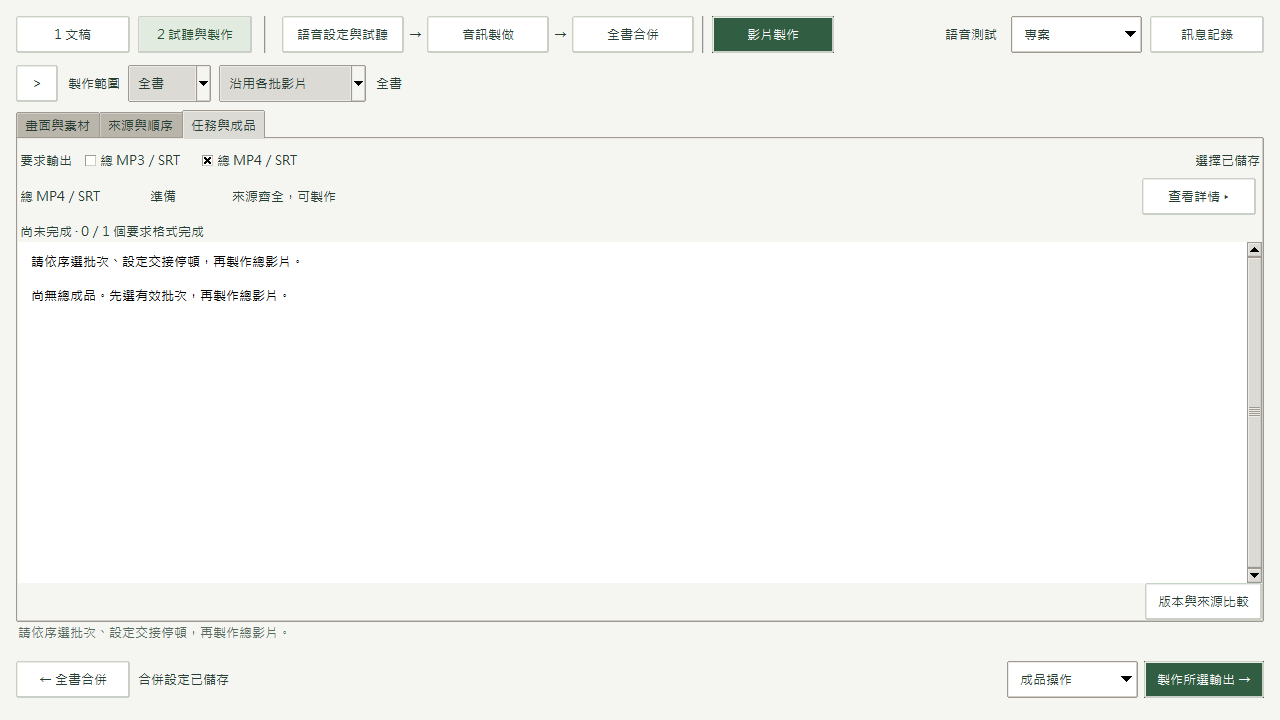 1 文稿 2 試聽與製作 語音設定與試聽 → 音訊製做 → 全書合併 影片製作 語音測試 專案 訊息記錄
> 製作範圍 全書 沿用各批影片 全書
畫面與素材 來源與順序 任務與成品
要求輸出 總 MP3 / SRT 總 MP4 / SRT 選擇已儲存
總 MP4 / SRT 準備 來源齊全，可製作 查看詳情 ▸
尚未完成 · 0 / 1 個要求格式完成
請依序選批次、設定交接停頓，再製作總影片。
尚無總成品。先選有效批次，再製作總影片。
版本與來源比較
請依序選批次、設定交接停頓，再製作總影片。
← 全書合併 合併設定已儲存 成品操作 製作所選輸出 →